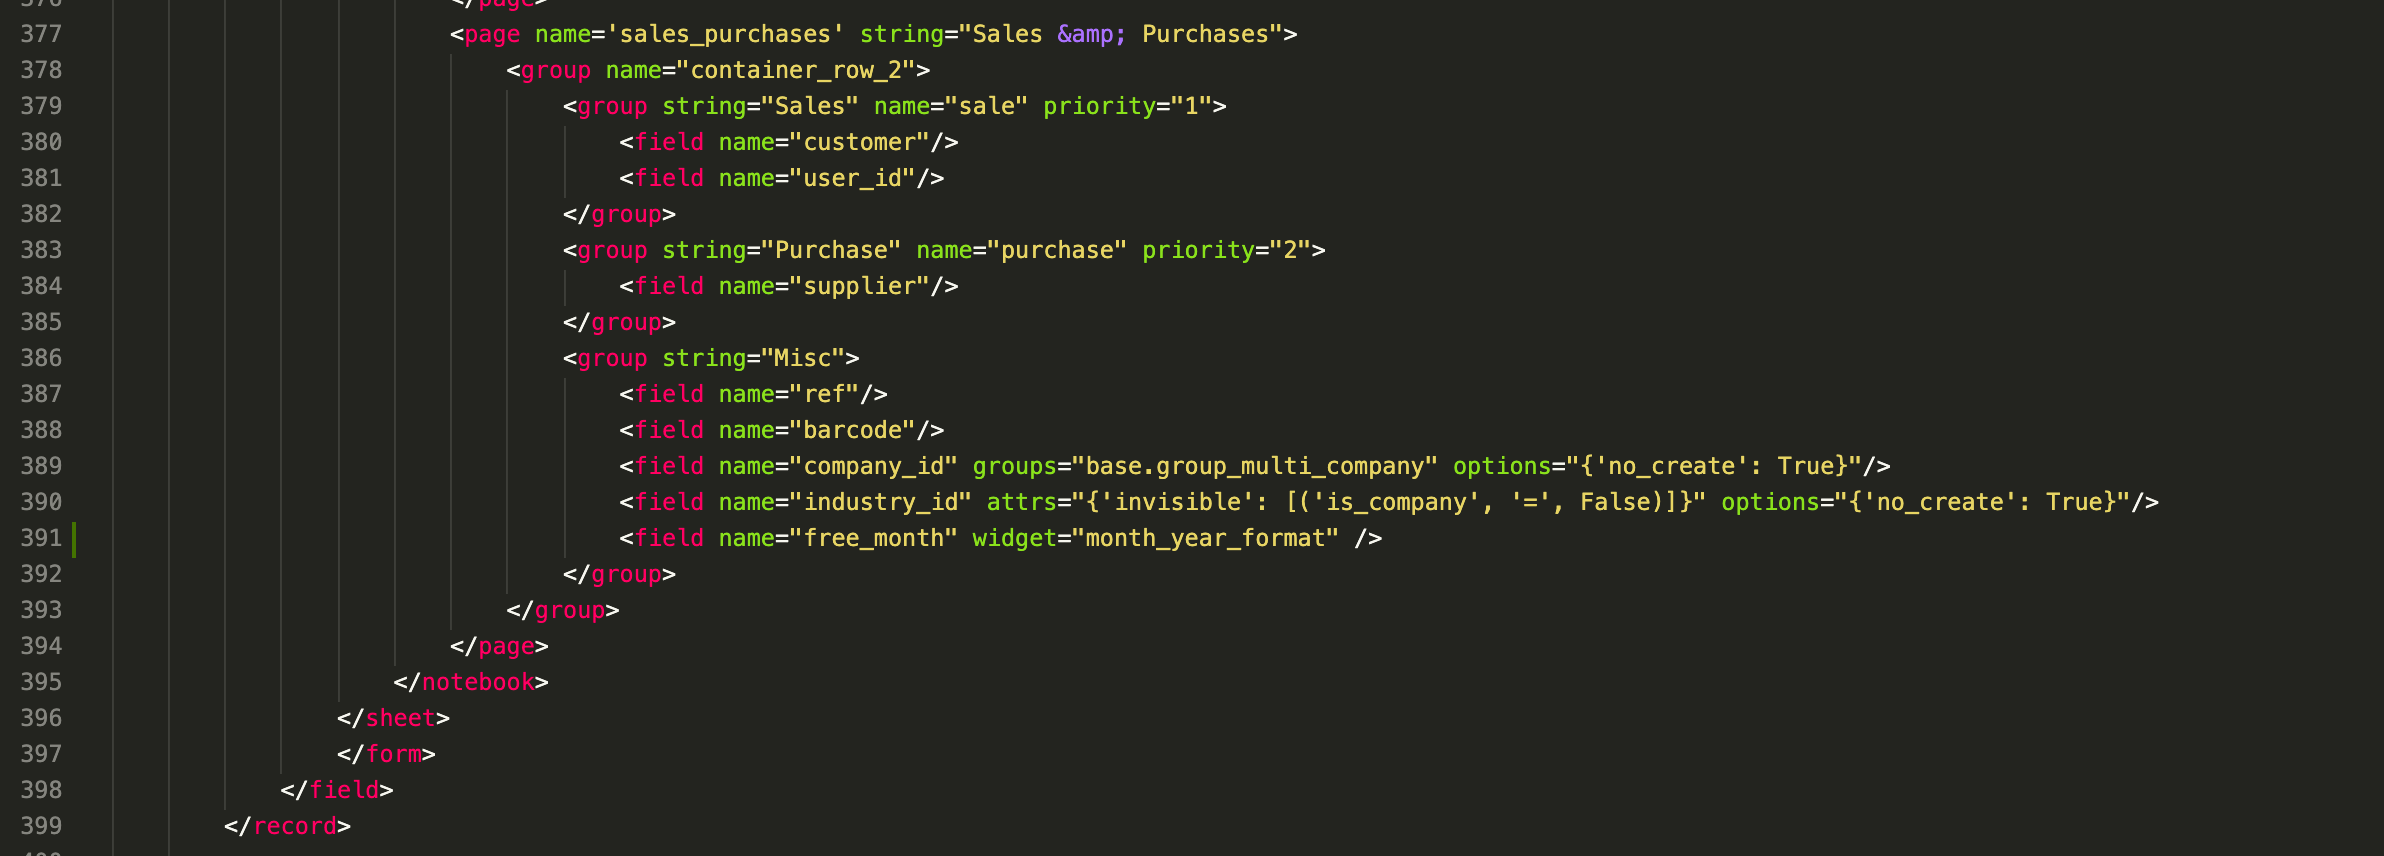 376 </page>
377 <page name='sales_purchases' string="Sales &amp; Purchases">
378 <group name="container_row_2">
379 <group string="Sales" name="sale" priority="1">
380 <field name="customer"/>
381 <field name="user_id"/>
382 </group>
383 <group string="Purchase" name="purchase" priority="2">
384 <field name="supplier"/>
385 </group>
386 <group string="Misc">
387 <field name="ref"/>
388 <field name="barcode"/>
389 <field name="company_id" groups="base.group_multi_company" options="{'no_create': True}"/>
390 <field name="industry_id" attrs="{'invisible': [('is_company', '=', False)]}" options="{'no_create': True}"/>
391 <field name="free_month" widget="month_year_format" />
392 </group>
393 </group>
394 </page>
395 </notebook>
396 </sheet>
397 </form>
398 </field>
399 </record>
400